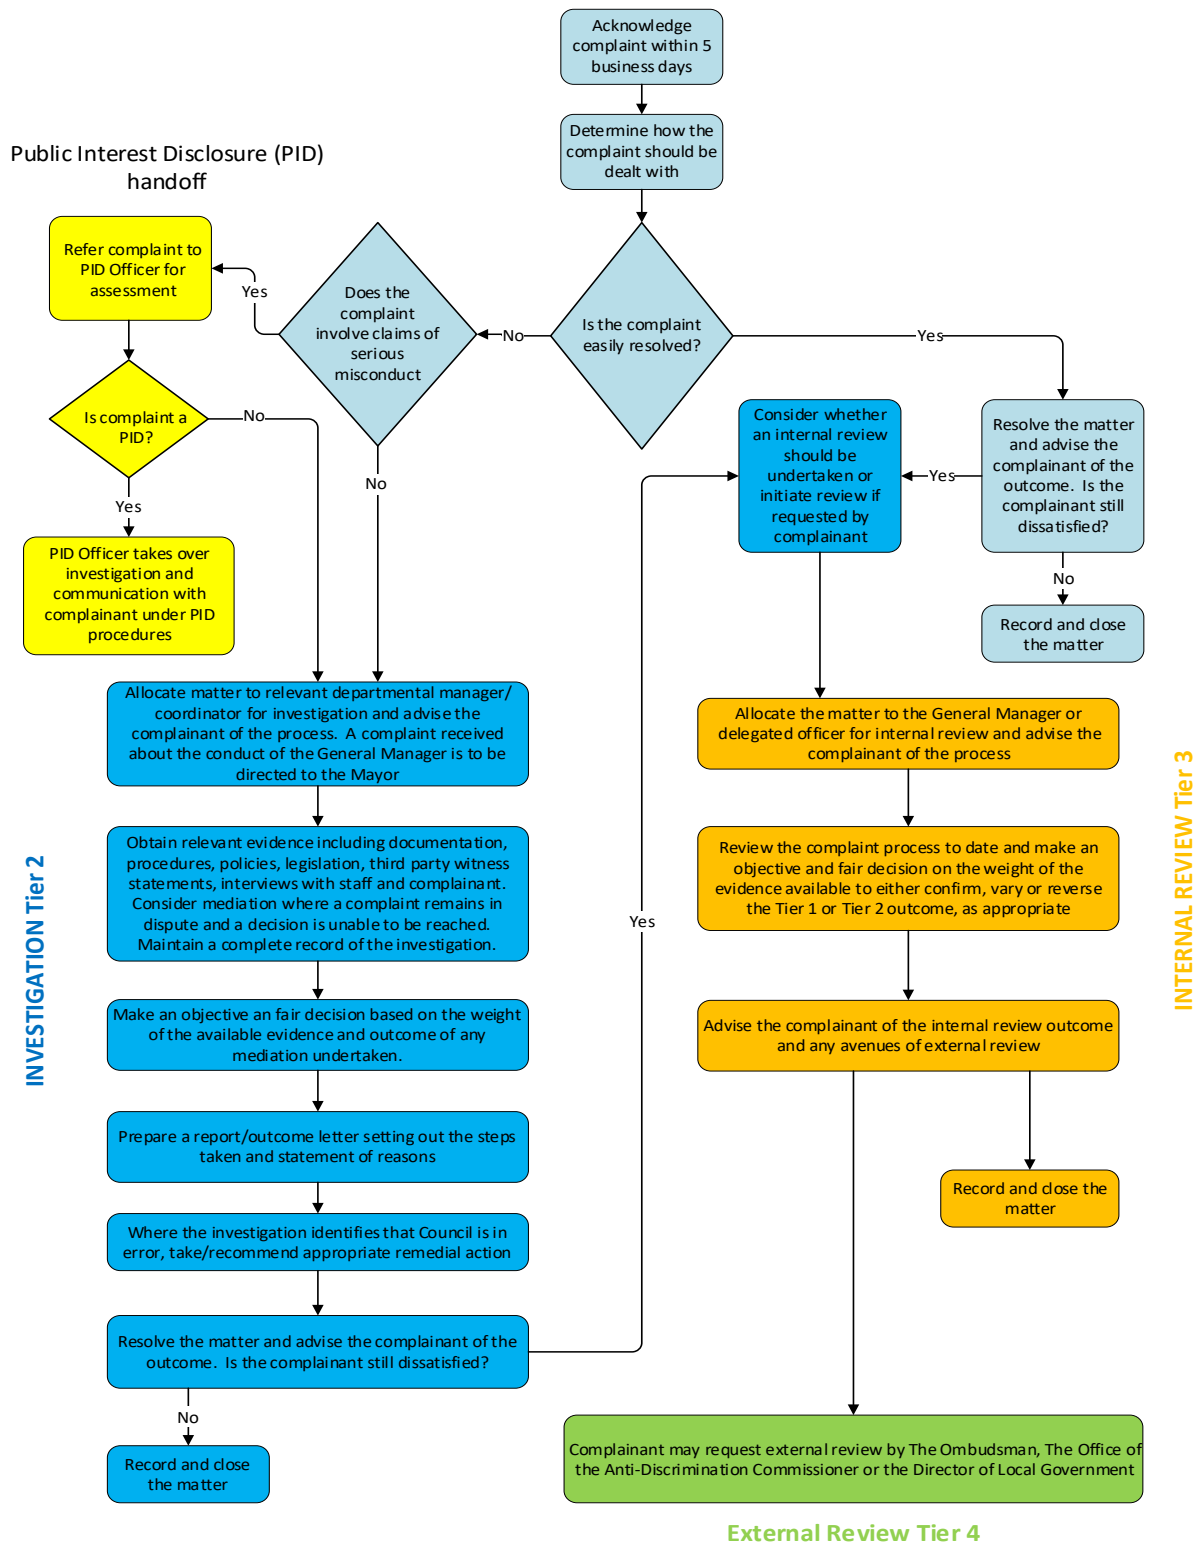 Acknowledge
complaint within 5
business days
Determine how the
complaint should be
dealt with
Public Interest Disclosure (PID)
handoff
Refer complaint to
PID Officer for
assessment
Yes
Does the
complaint
involve claims of
serious
misconduct
No
Is the complaint
easily resolved?
Yes
Is complaint a
PID?
No
Yes
PID Officer takes over
investigation and
communication with
complainant under PID
procedures
No
Consider whether
an internal review
should be
undertaken or
initiate review if
requested by
complainant
Yes
Resolve the matter
and advise the
complainant of the
outcome. Is the
complainant still
dissatisfied?
No
Record and close
the matter
INVESTIGATION Tier 2
Allocate matter to relevant departmental manager/
coordinator for investigation and advise the
complainant of the process. A complaint received
about the conduct of the General Manager is to be
directed to the Mayor
Obtain relevant evidence including documentation,
procedures, policies, legislation, third party witness
statements, interviews with staff and complainant.
Consider mediation where a complaint remains in
dispute and a decision is unable to be reached.
Maintain a complete record of the investigation.
Make an objective an fair decision based on the weight
of the available evidence and outcome of any
mediation undertaken.
Prepare a report/outcome letter setting out the steps
taken and statement of reasons
Where the investigation identifies that Council is in
error, take/recommend appropriate remedial action
Resolve the matter and advise the complainant of the
outcome. Is the complainant still dissatisfied?
No
Record and close
the matter
Yes
INTERNAL REVIEW Tier 3
Allocate the matter to the General Manager or
delegated officer for internal review and advise the
complainant of the process
Review the complaint process to date and make an
objective and fair decision on the weight of the
evidence available to either confirm, vary or reverse
the Tier 1 or Tier 2 outcome, as appropriate
Advise the complainant of the internal review outcome
and any avenues of external review
Record and close the
matter
Complainant may request external review by The Ombudsman, The Office of
the Anti-Discrimination Commissioner or the Director of Local Government
External Review Tier 4